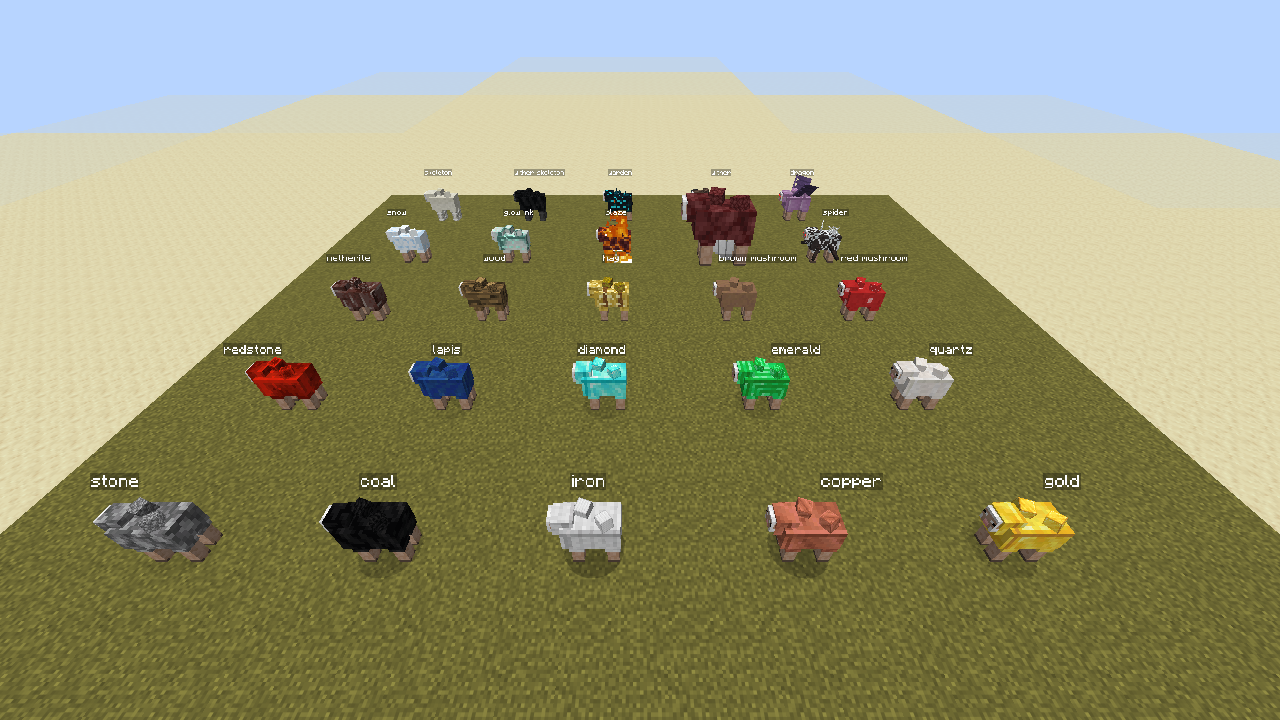 skeleton wither skeleton warden wither dragon
snow glow ink blaze spider
netherite wood hay brown mushroom red mushroom
redstone lapis diamond emerald quartz
stone coal iron copper gold